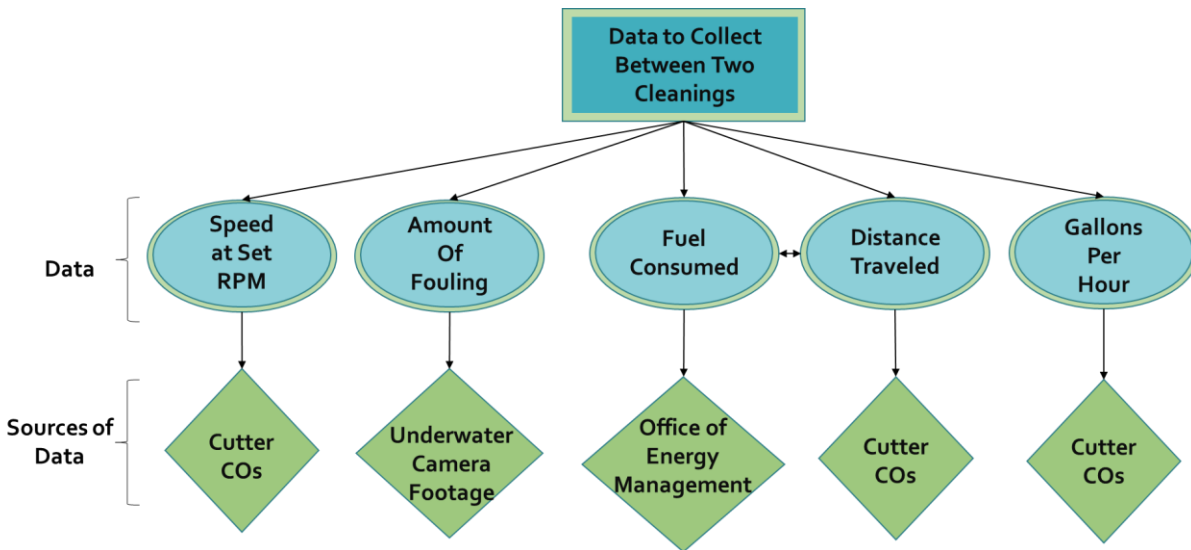 Data to Collect
Between Two
Cleanings
Data
Speed
at Set
RPM
Amount
Of
Fouling
Fuel
Consumed
Distance
Traveled
Gallons
Per
Hour
Sources of
Data
Cutter
COs
Underwater
Camera
Footage
Office of
Energy
Management
Cutter
COs
Cutter
COs